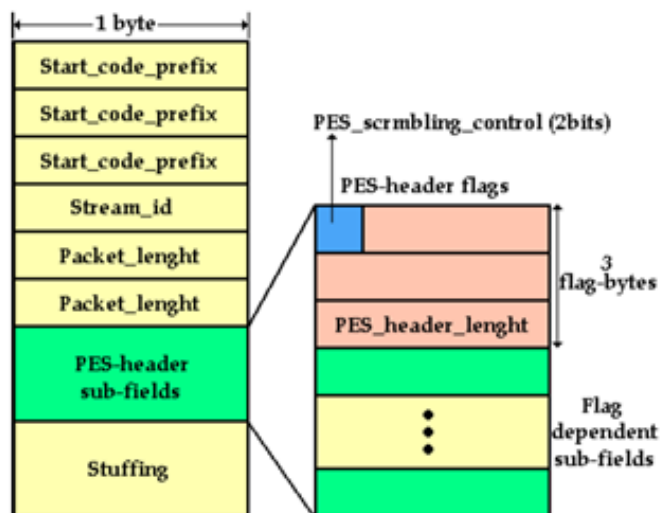 1 byte
Start_code_prefix
Start_code_prefix
Start_code_prefix
Stream_id
Packet_lenght
Packet_lenght
PES-header
sub-fields
Stuffing
PES_scrmbling_control (2bits)
PES-header flags
PES_header_lenght
3
flag-bytes
Flag
dependent
sub-fields